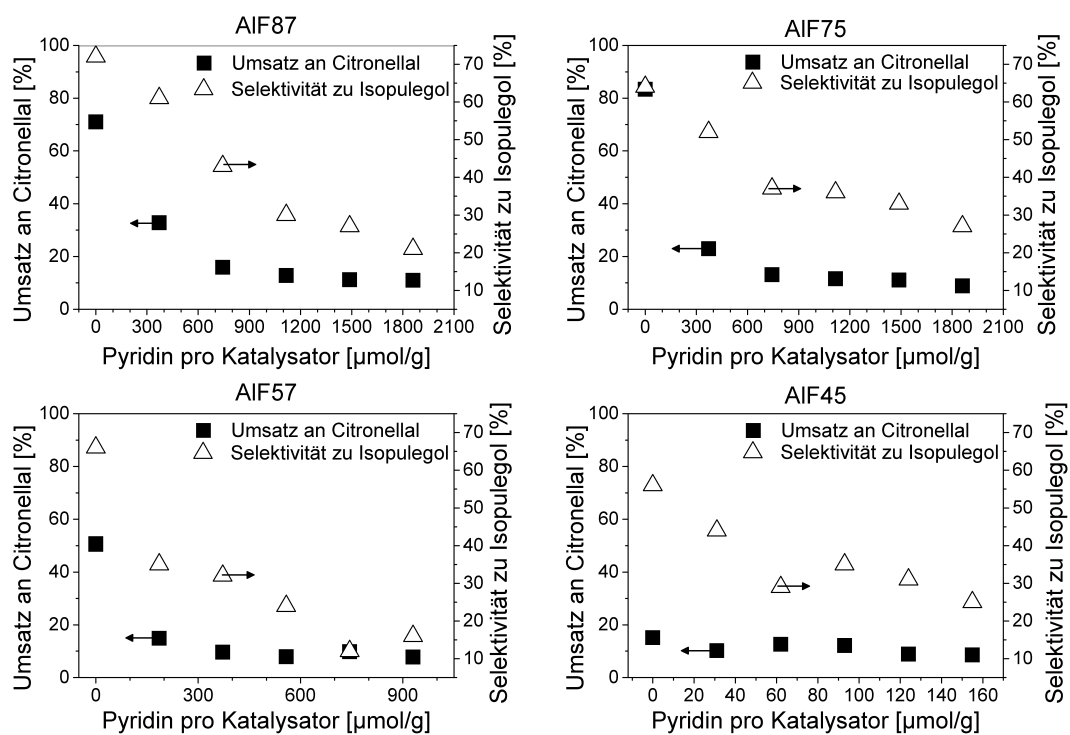 AlF87
Umsatz an Citronellal [%]
100
80
60
40
20
0
Umsatz an Citronellal
Selektivität zu Isopulegol
70
60
50
40
30
20
10
Selektivität zu Isopulegol [%]
0 300 600 900 1200 1500 1800 2100
Pyridin pro Katalysator [µmol/g]
AlF75
Umsatz an Citronellal [%]
100
80
60
40
20
0
Umsatz an Citronellal
Selektivität zu Isopulegol
70
60
50
40
30
20
10
Selektivität zu Isopulegol [%]
0 300 600 900 1200 1500 1800 2100
Pyridin pro Katalysator [µmol/g]
AlF57
Umsatz an Citronellal [%]
100
80
60
40
20
0
Umsatz an Citronellal
Selektivität zu Isopulegol
70
60
50
40
30
20
10
Selektivität zu Isopulegol [%]
0 300 600 900
Pyridin pro Katalysator [µmol/g]
AlF45
Umsatz an Citronellal [%]
100
80
60
40
20
0
Umsatz an Citronellal
Selektivität zu Isopulegol
70
60
50
40
30
20
10
Selektivität zu Isopulegol [%]
0 20 40 60 80 100 120 140 160
Pyridin pro Katalysator [µmol/g]